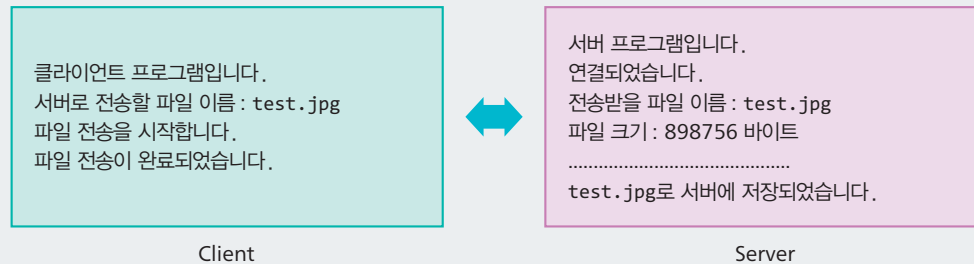 클라이언트 프로그램입니다.
서버로 전송할 파일 이름 : test.jpg
파일 전송을 시작합니다.
파일 전송이 완료되었습니다.
Client
서버 프로그램입니다.
연결되었습니다.
전송받을 파일 이름 : test.jpg
파일 크기 : 898756 바이트
............................................
test.jpg로 서버에 저장되었습니다.
Server